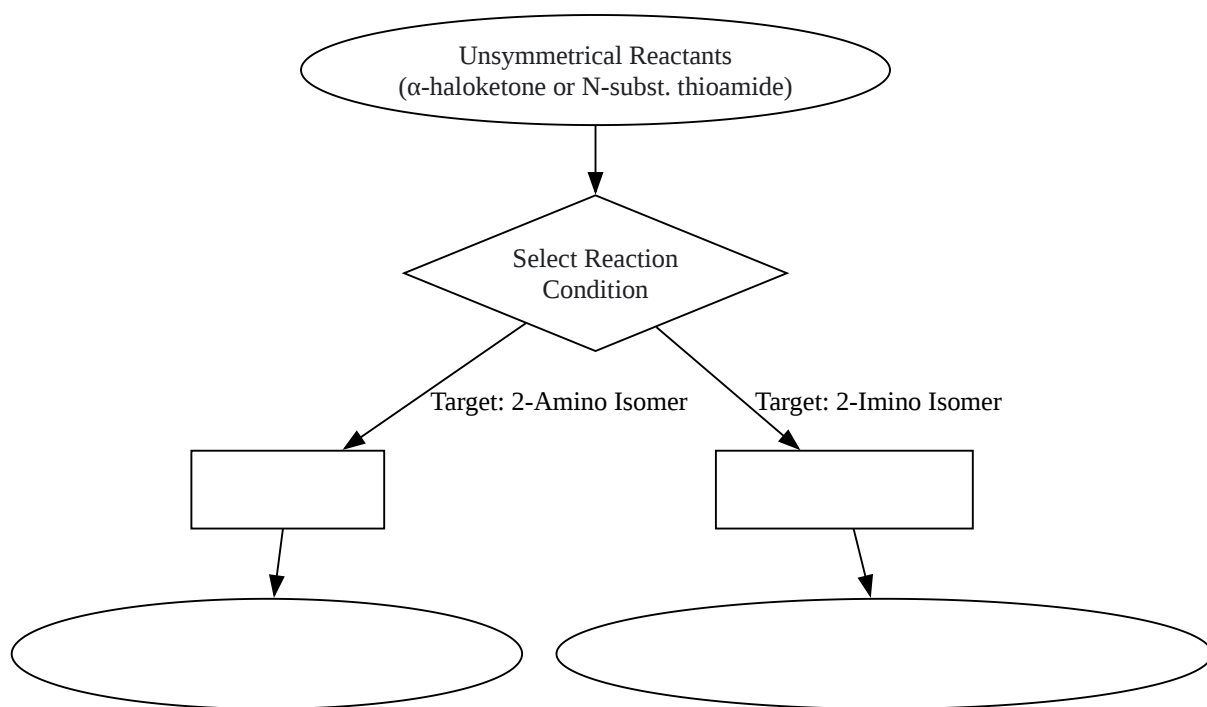 Unsymmetrical Reactants
(α-haloketone or N-subst. thioamide)
Select Reaction
Condition
Target: 2-Amino Isomer
Target: 2-Imino Isomer